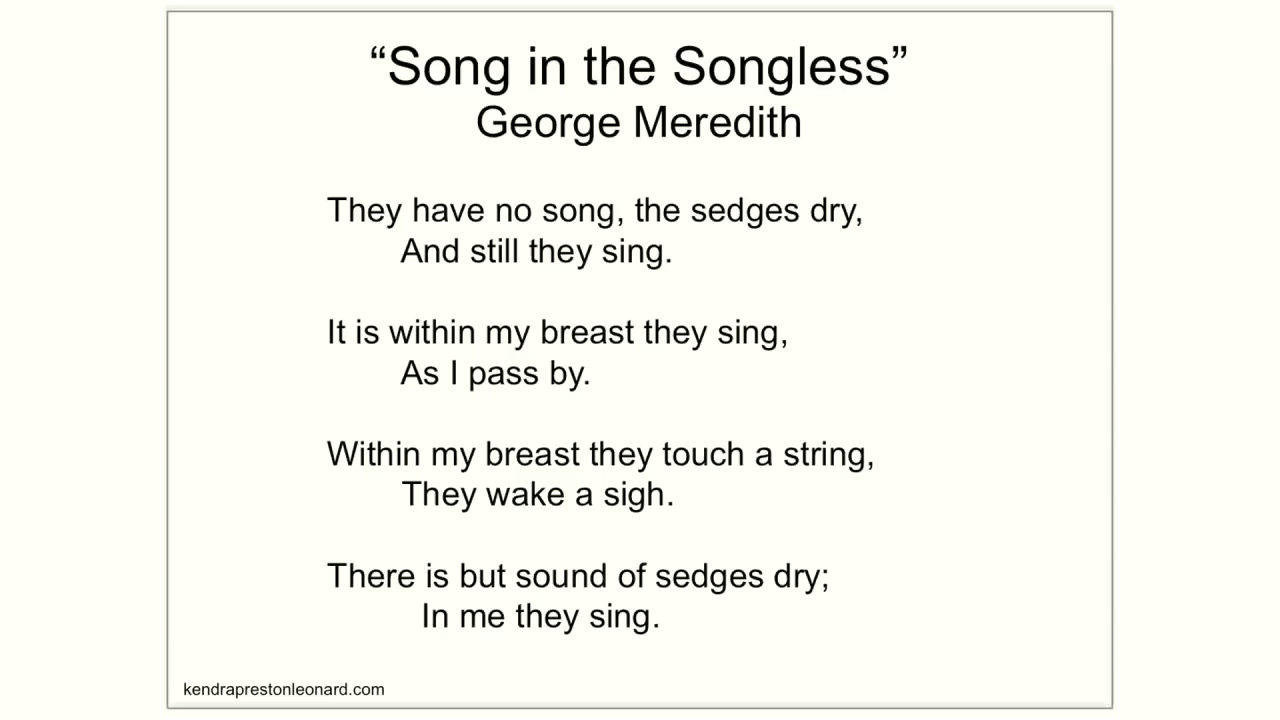 “Song in the Songless”
George Meredith
They have no song, the sedges dry,
And still they sing.
It is within my breast they sing,
As I pass by.
Within my breast they touch a string,
They wake a sigh.
There is but sound of sedges dry;
In me they sing.
kendraprestonleonard.com